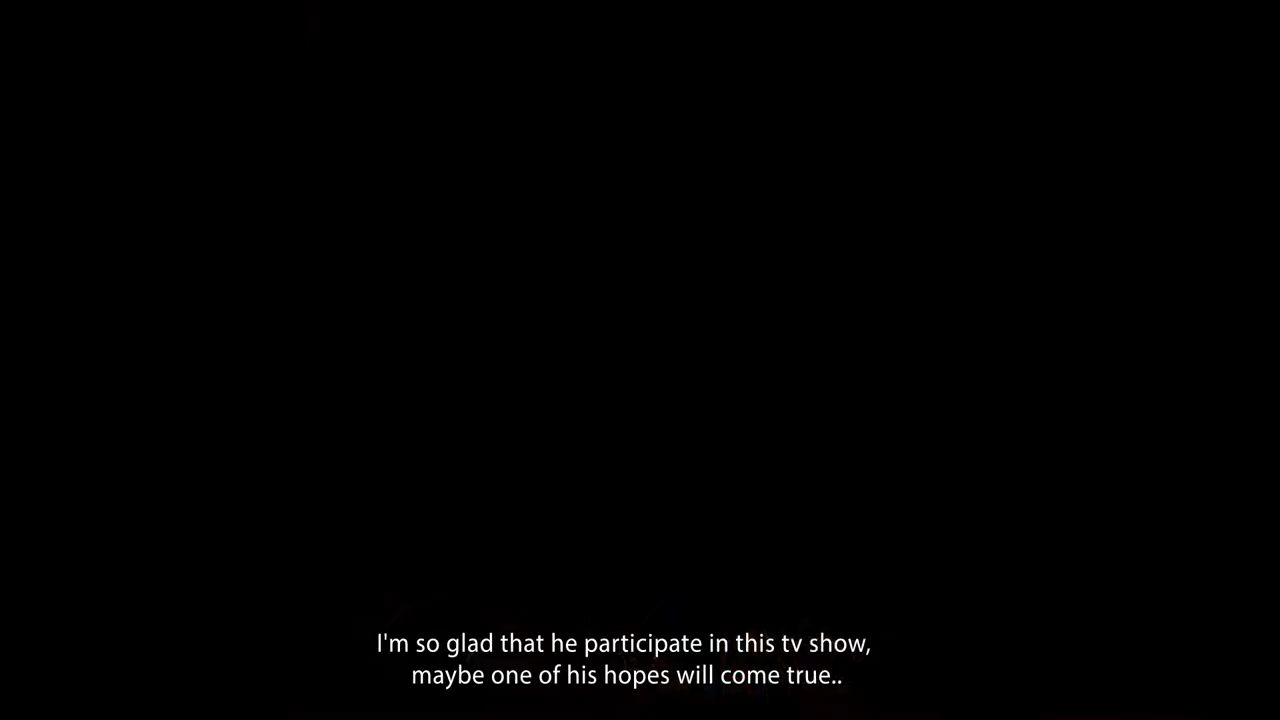 I'm so glad that he participate in this tv show,
maybe one of his hopes will come true..